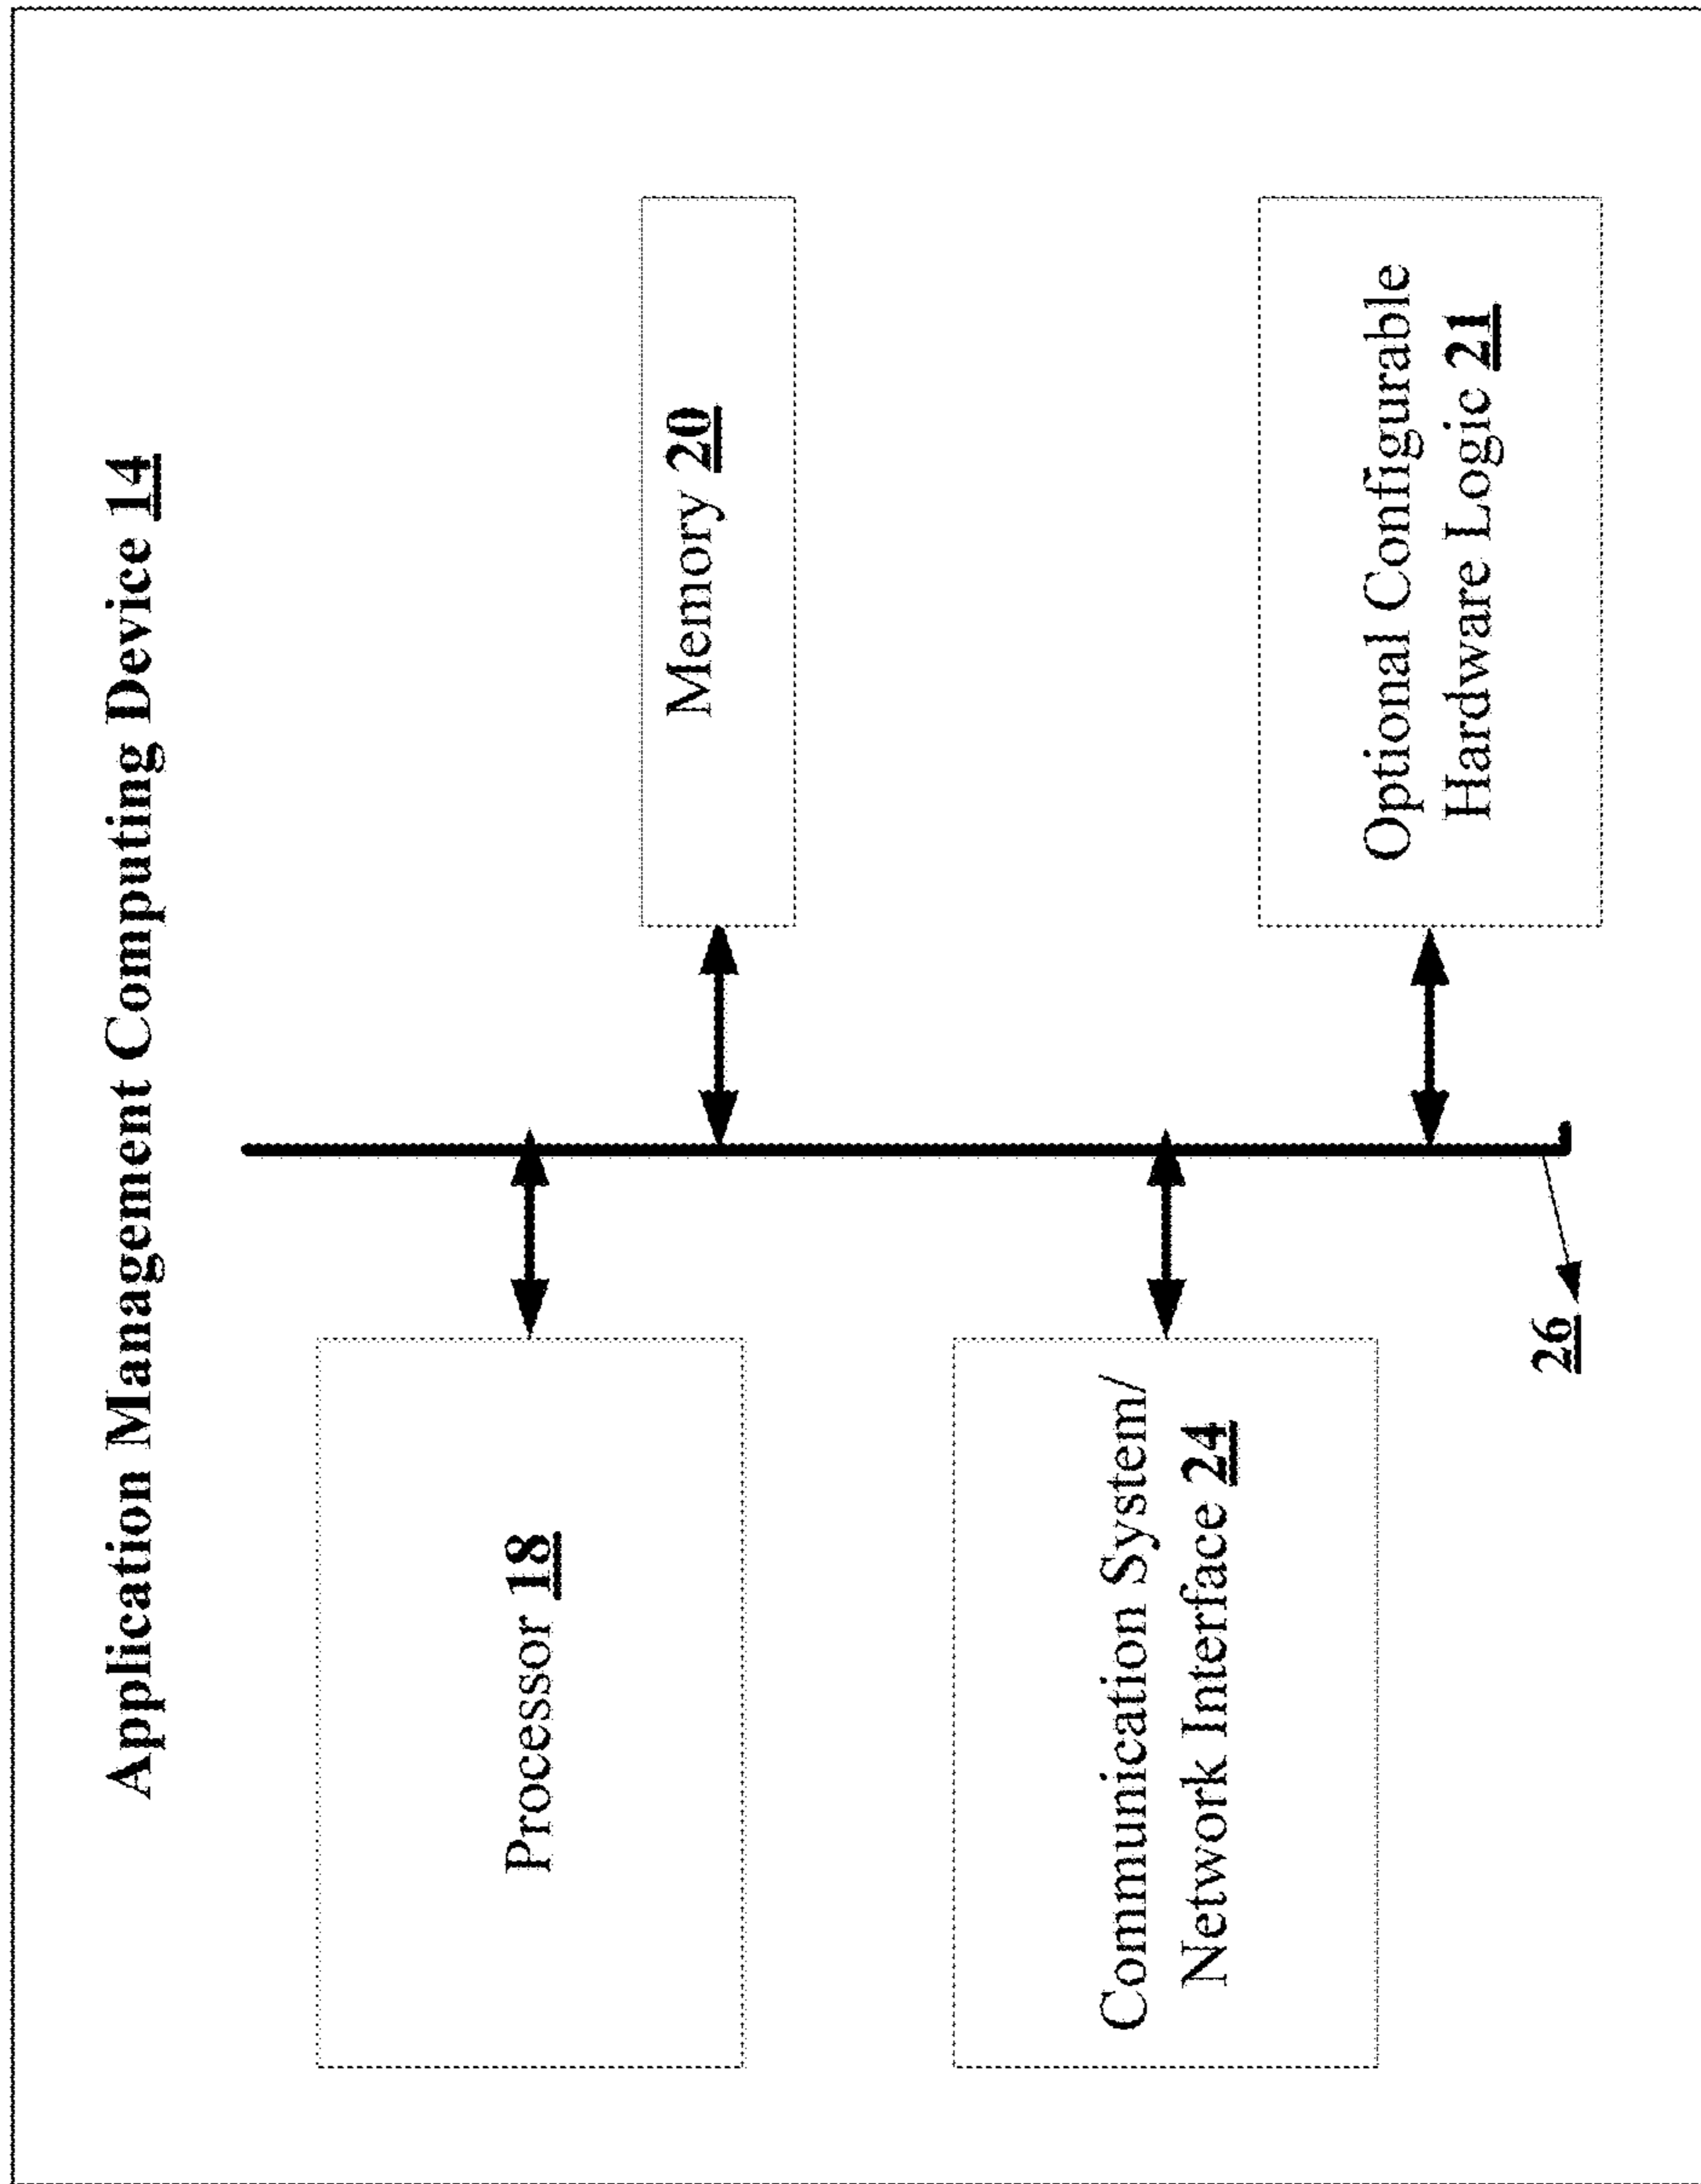 Application Management Computing Device 14
Processor 18
Memory 20
Communication System/
Network Interface 24
Optional Configurable
Hardware Logic 21
26